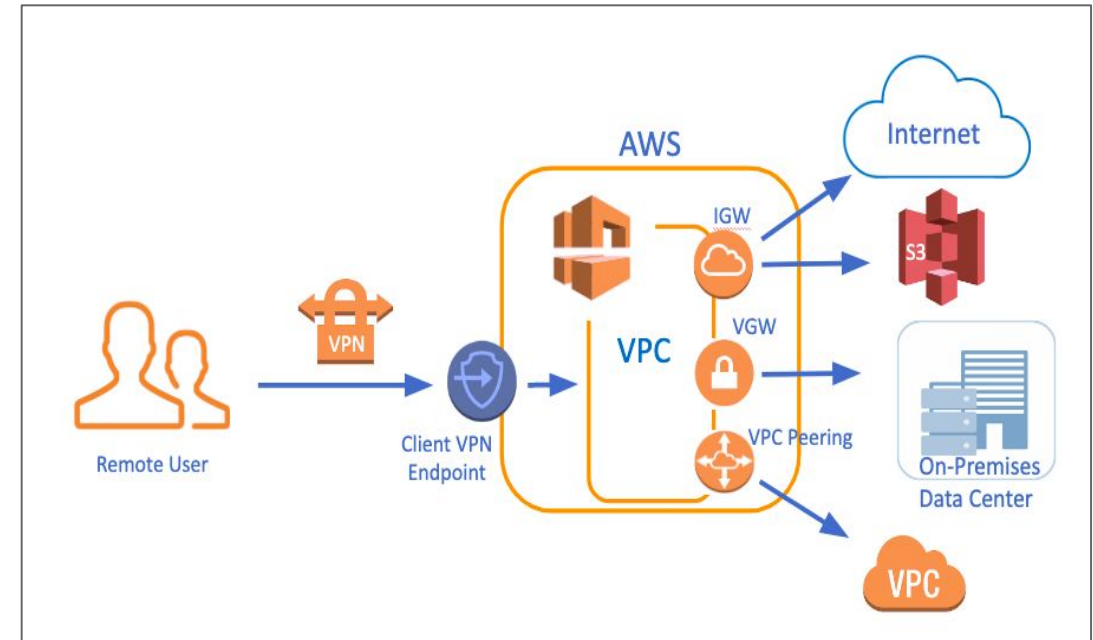 Internet
AWS
IGW
S3
VPN
VGW
VPC
Client VPN
Endpoint
Remote User
VPC Peering
On-Premises
Data Center
VPC